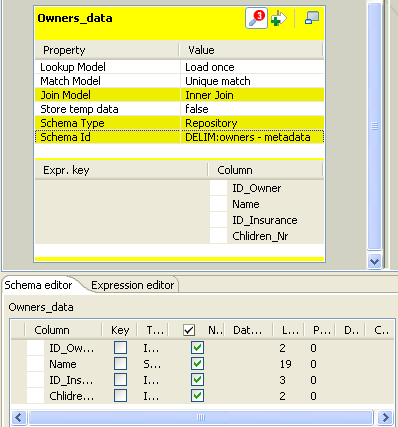 Owners_data
Property Value
Lookup Model Load once
Match Model Unique match
Join Model Inner Join
Store temp data false
Schema Type Repository
Schema Id DELIM:owners - metadata
Expr. key Column
ID_Owner
Name
ID_Insurance
Chlidren_Nr
Schema editor Expression editor
Owners_data
Column Key T... N.. Dat... L... P... D.. C...
ID_Ow... I... 2 0
Name S... 19 0
ID_Ins... I... 3 0
Chlidre... I... 2 0